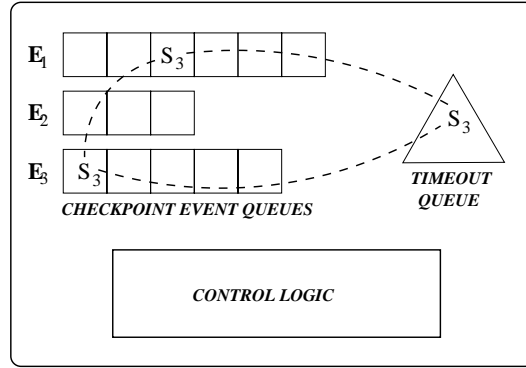 E1 S3
E2 S3
E3 S3
TIMEOUT
QUEUE
CHECKPOINT EVENT QUEUES
CONTROL LOGIC